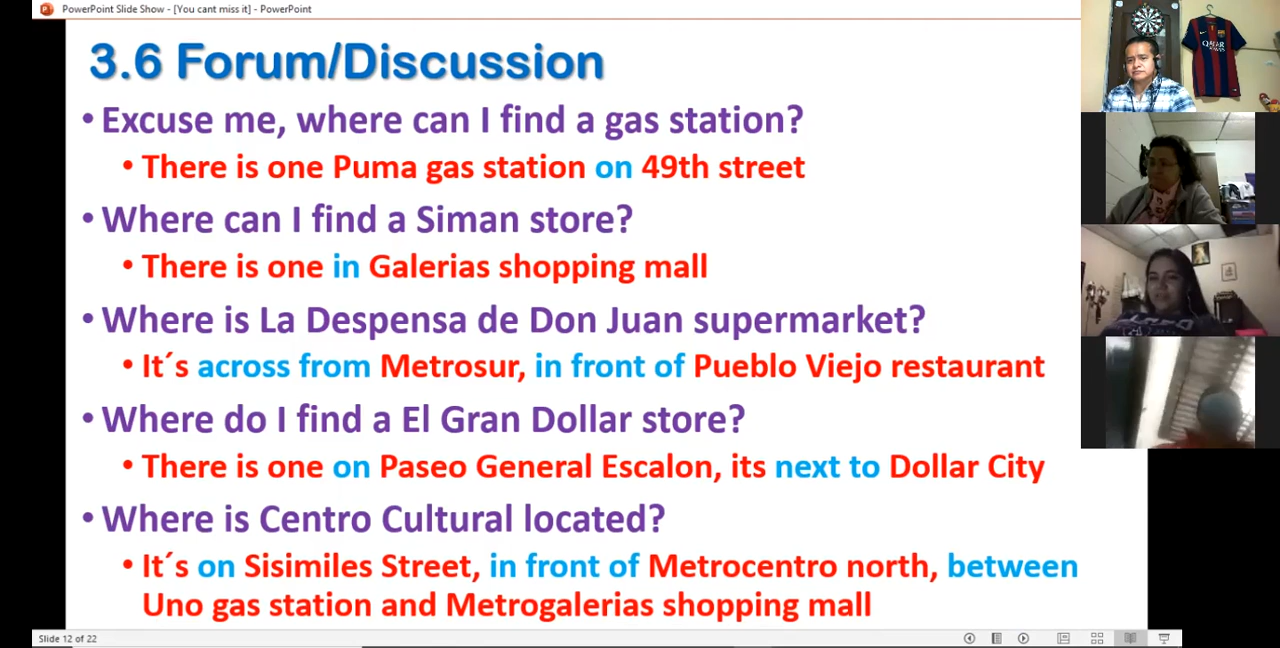 PowerPoint Slide Show - [You cant miss it] - PowerPoint
3.6 Forum/Discussion
• Excuse me, where can I find a gas station?
• There is one Puma gas station on 49th street
• Where can I find a Siman store?
• There is one in Galerias shopping mall
• Where is La Despensa de Don Juan supermarket?
• It´s across from Metrosur, in front of Pueblo Viejo restaurant
• Where do I find a El Gran Dollar store?
• There is one on Paseo General Escalon, its next to Dollar City
• Where is Centro Cultural located?
• It´s on Sisimiles Street, in front of Metrocentro north, between
Uno gas station and Metrogalerias shopping mall
Slide 12 of 22